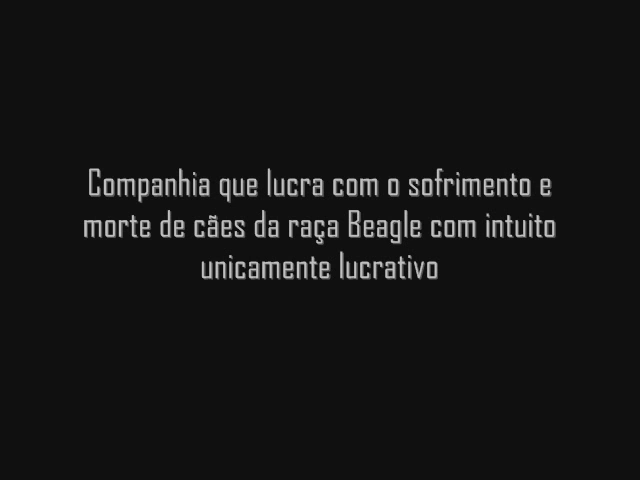 Companhia que lucra com o sofrimento e
morte de cães da raça Beagle com intuito
unicamente lucrativo